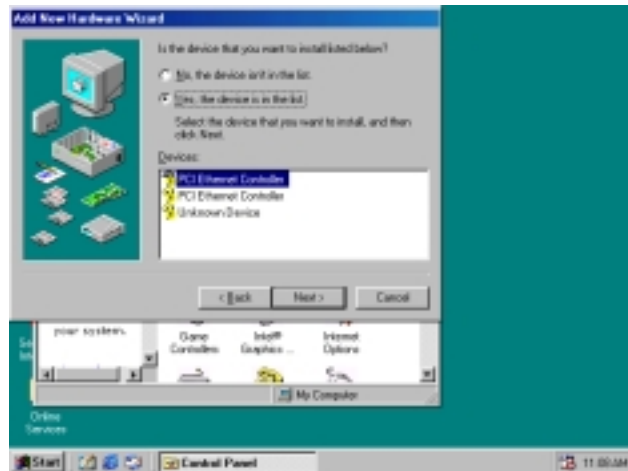 Add New Hardware Wizard
Is the device that you want to install listed below?
No, the device isn't in the list.
Yes, the device is in the list.
Select the device that you want to install, and then
click Next.
Devices:
PCI Ethernet Controller
PCI Ethernet Controller
Unknown Device
< Back
Next >
Cancel
your system.
Game
Controllers
Intel®
Graphics ...
Internet
Options
My Computer
Online
Services
Start
Control Panel
11:08 AM